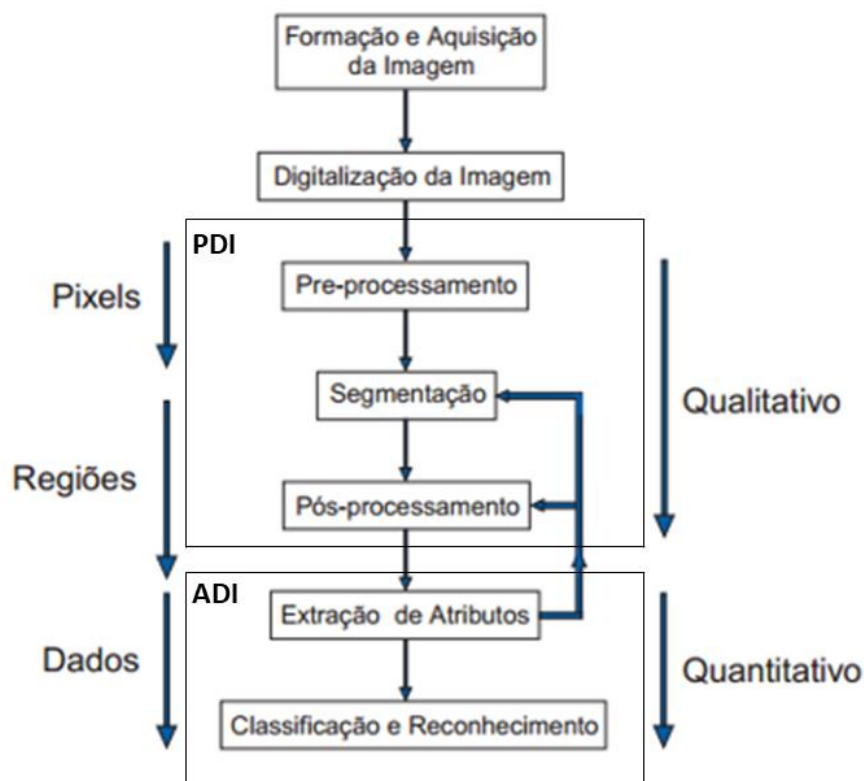 Formação e Aquisição
da Imagem
Digitalização da Imagem
PDI
Pixels
Pre-processamento
Segmentação
Qualitativo
Regiões
Pós-processamento
ADI
Extração de Atributos
Dados
Quantitativo
Classificação e Reconhecimento